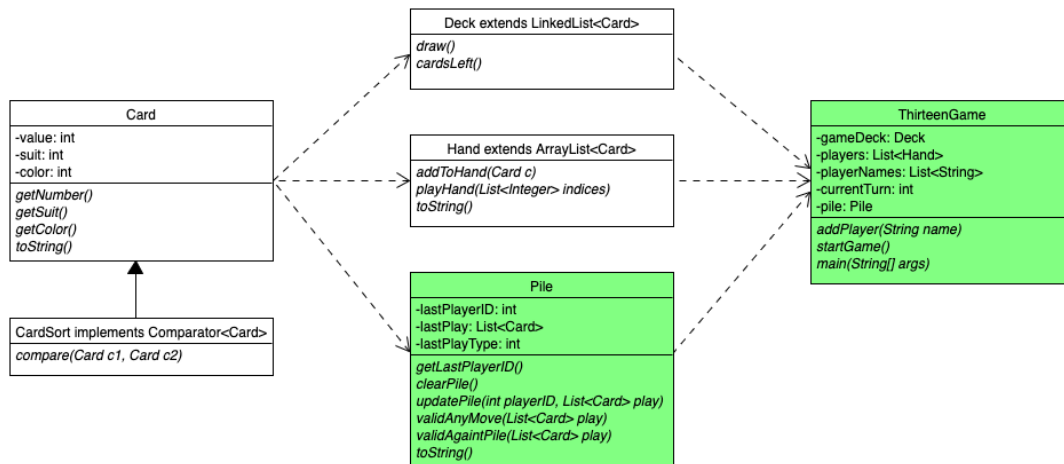 Deck extends LinkedList<Card>
draw()
cardsLeft()
Card
-value: int
-suit: int
-color: int
getNumber()
getSuit()
getColor()
toString()
Hand extends ArrayList<Card>
addToHand(Card c)
playHand(List<Integer> indices)
toString()
ThirteenGame
-gameDeck: Deck
-players: List<Hand>
-playerNames: List<String>
-currentTurn: int
-pile: Pile
addPlayer(String name)
startGame()
main(String[] args)
CardSort implements Comparator<Card>
compare(Card c1, Card c2)
Pile
-lastPlayerID: int
-lastPlay: List<Card>
-lastPlayType: int
getLastPlayerID()
clearPile()
updatePile(int playerID, List<Card> play)
validAnyMove(List<Card> play)
validAgaintPile(List<Card> play)
toString()